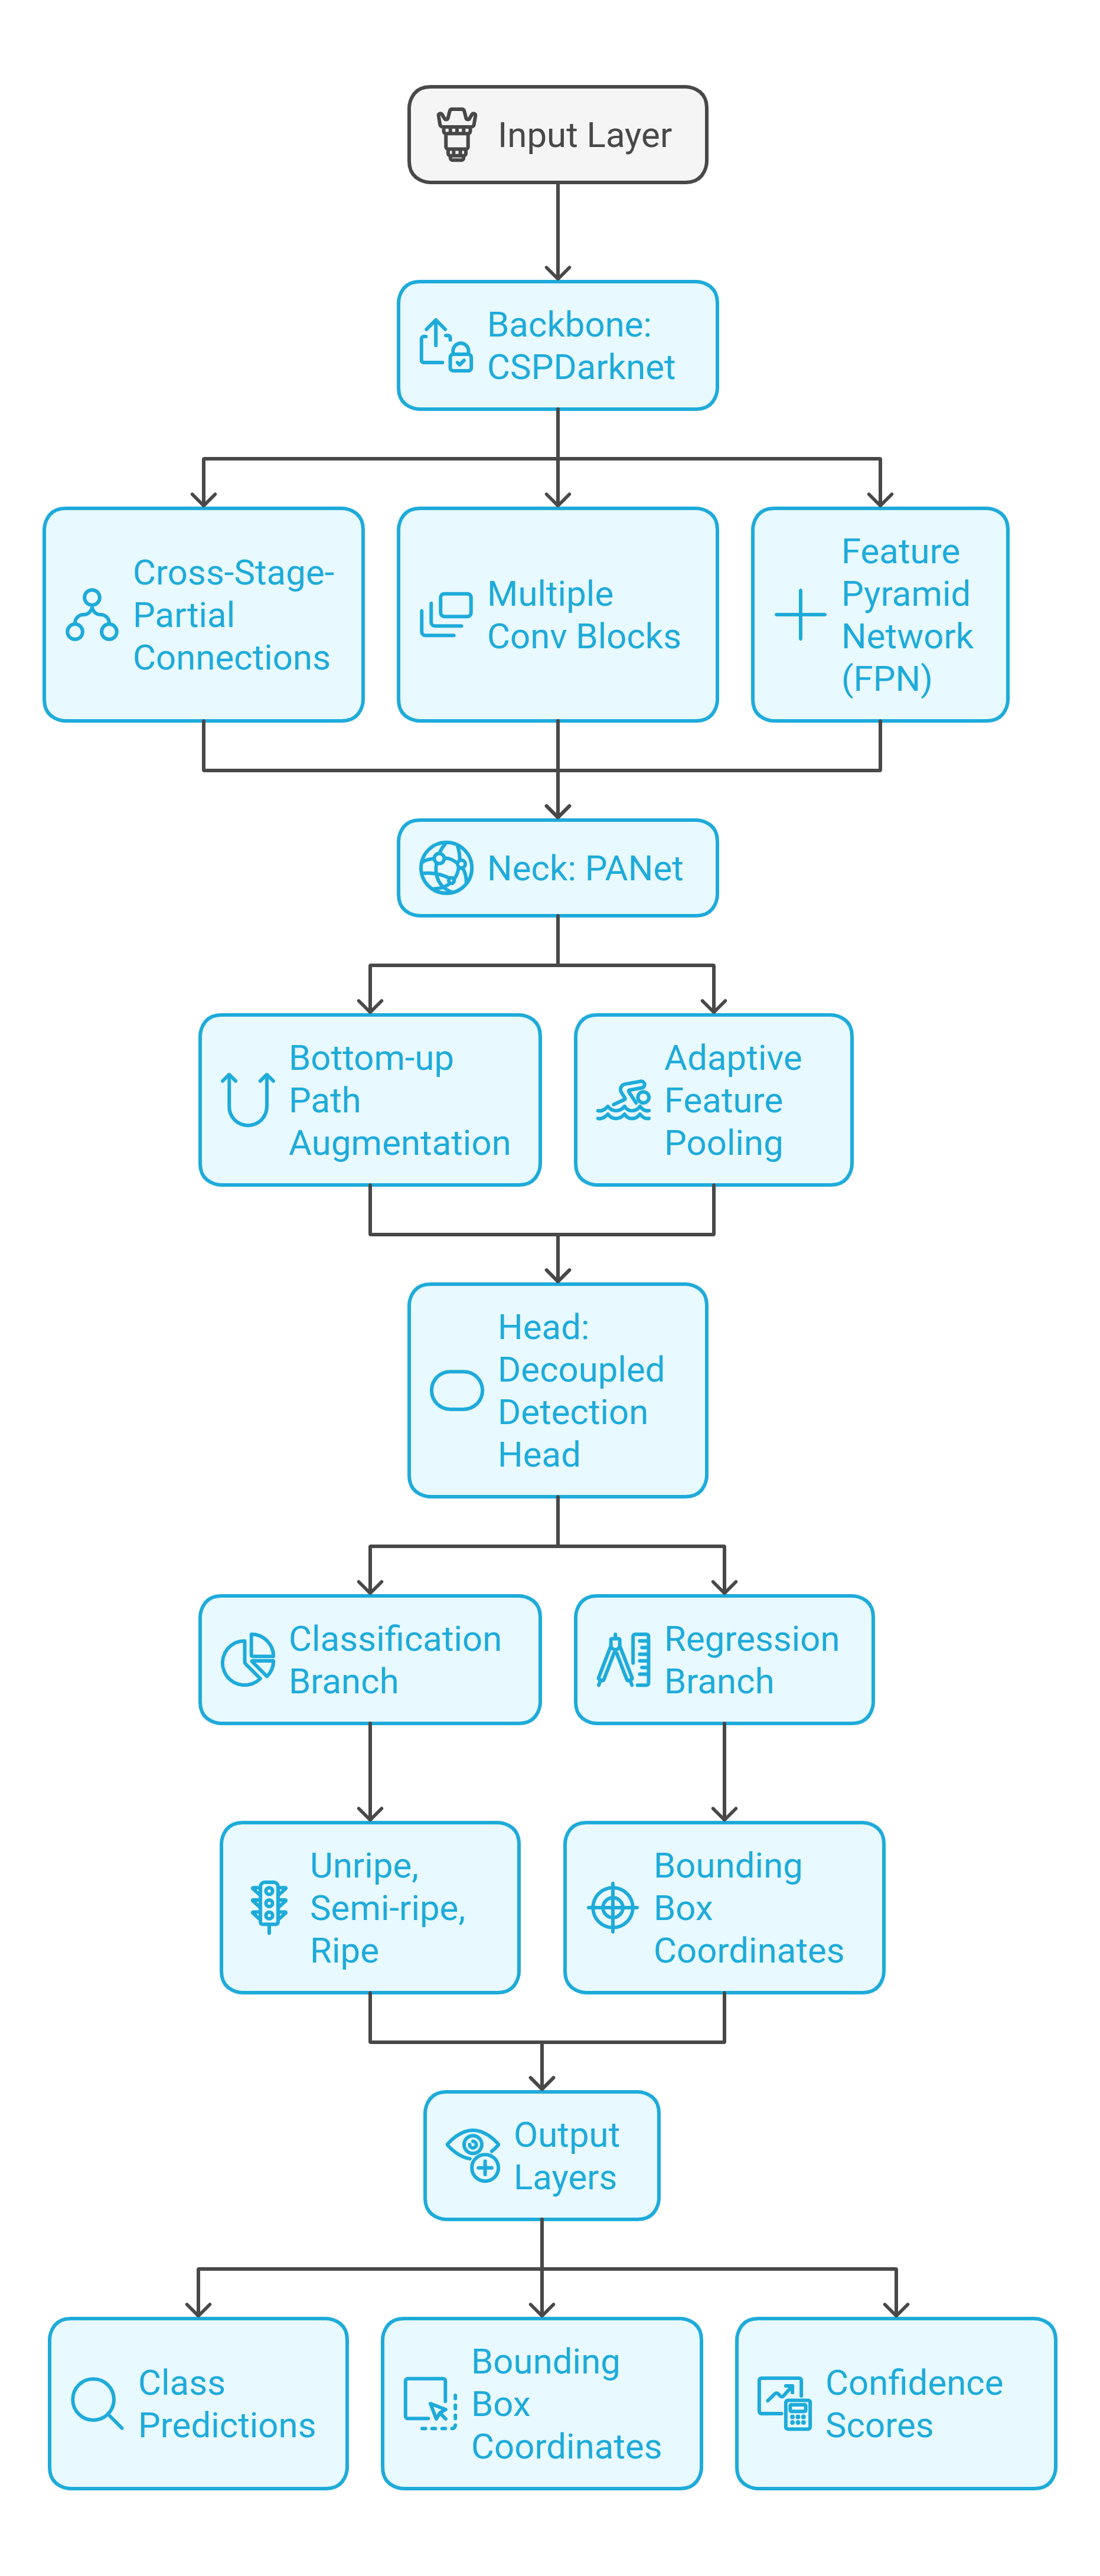 Input Layer
Backbone:
CSPDarknet
Cross-Stage-
Partial
Connections
Multiple
Conv Blocks
Feature
Pyramid
Network
(FPN)
Neck: PANet
Bottom-up
Path
Augmentation
Adaptive
Feature
Pooling
Head:
Decoupled
Detection
Head
Classification
Branch
Regression
Branch
Unripe,
Semi-ripe,
Ripe
Bounding
Box
Coordinates
Output
Layers
Class
Predictions
Bounding
Box
Coordinates
Confidence
Scores